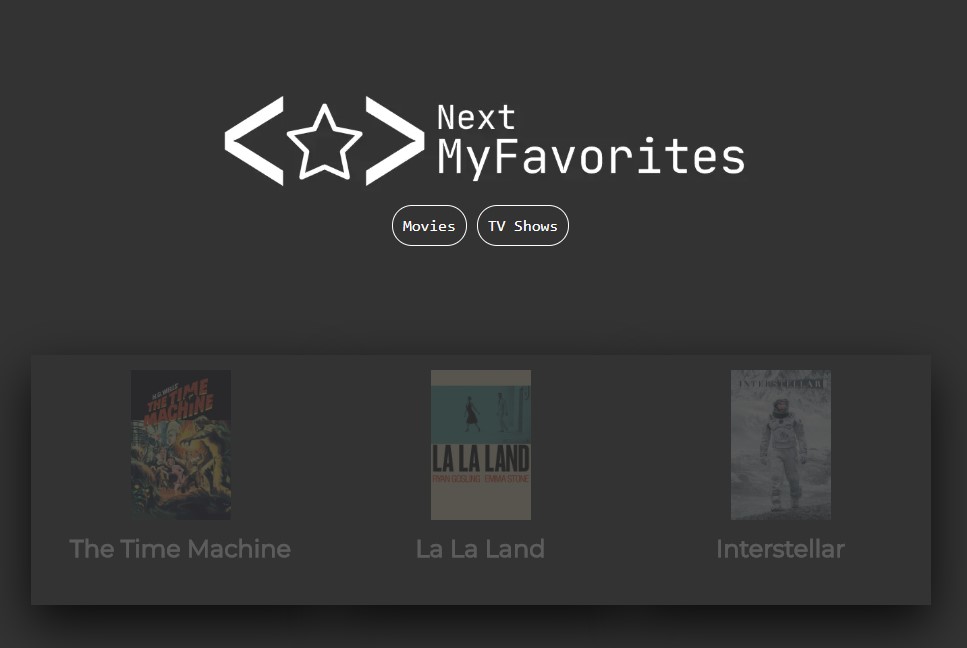 Next
MyFavorites
Movies
TV Shows
H.G. WELLS'
THE TIME
MACHINE
LA LA LAND
RYAN GOSLING EMMA STONE
INTERSTELLAR
The Time Machine
La La Land
Interstellar